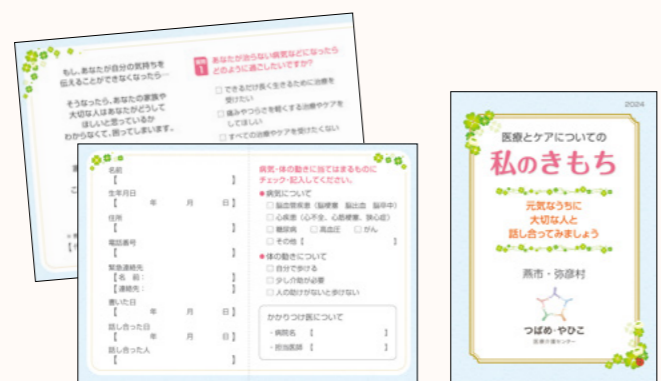 もし、あなたが自分の気持ちを
伝えることができなくなったら…
そうなったら、あなたの家族や
大切な人はあなたがどうして
ほしいと思っているか
わからなくて、困ってしまいます。
質問1
あなたが治らない病気などになったら
どのように過ごしたいですか?
□ できるだけ長く生きるために治療を
受けたい
□ 痛みやつらさを軽くする治療やケアを
してほしい
□ すべての治療やケアを受けたくない
名前
【 】
生年月日
【 年 月 日】
住所
【 】
電話番号
【 】
緊急連絡先
【名 前: 】
【連絡先: 】
書いた日
【 年 月 日】
話し合った日
【 年 月 日】
話し合った人
【 】
病気・体の動きに当てはまるものに
チェック・記入してください。
●病気について
□ 脳血管疾患(脳梗塞 脳出血 脳卒中)
□ 心疾患(心不全、心筋梗塞、狭心症)
□ 糖尿病 □ 高血圧 □ がん
□ その他【 】
●体の動きについて
□ 自分で歩ける
□ 少し介助が必要
□ 人の助けがないと歩けない
かかりつけ医について
・病院名 【 】
・担当医師 【 】
2024
医療とケアについての
私のきもち
元気なうちに
大切な人と
話し合ってみましょう
燕市・弥彦村
つばめ・やひこ
医療介護センター